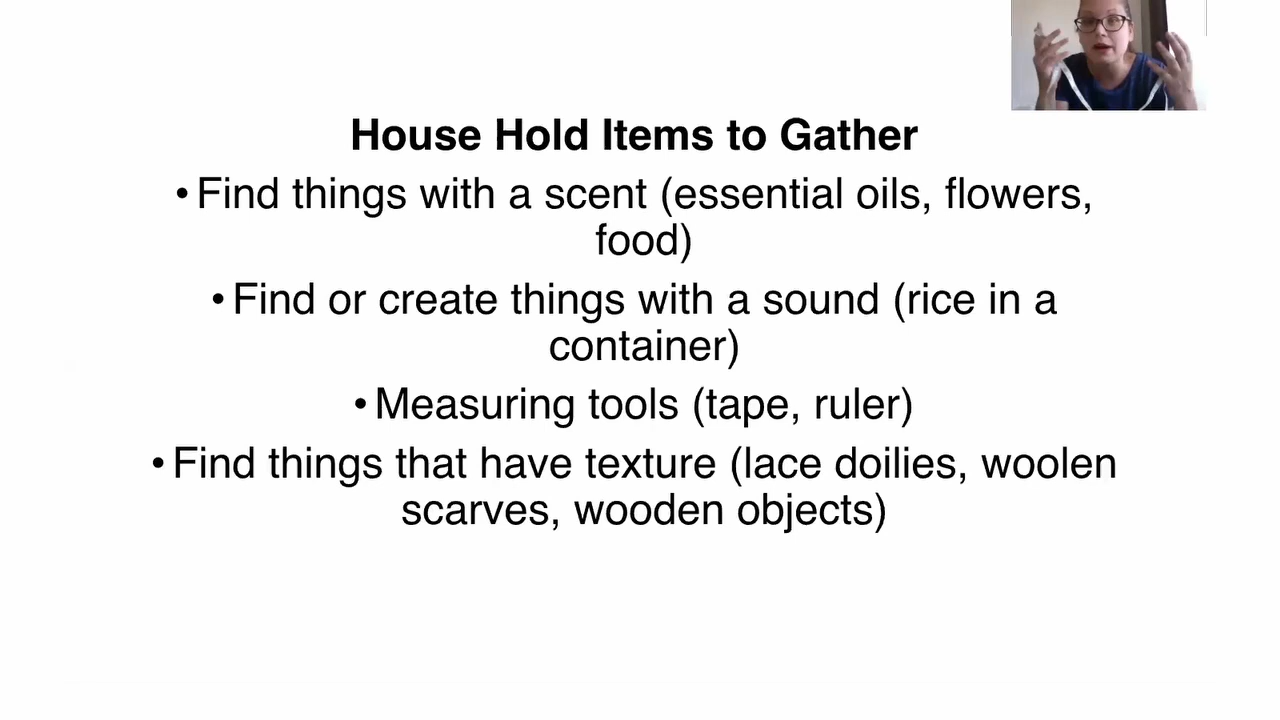 House Hold Items to Gather
• Find things with a scent (essential oils, flowers,
food)
• Find or create things with a sound (rice in a
container)
• Measuring tools (tape, ruler)
• Find things that have texture (lace doilies, woolen
scarves, wooden objects)